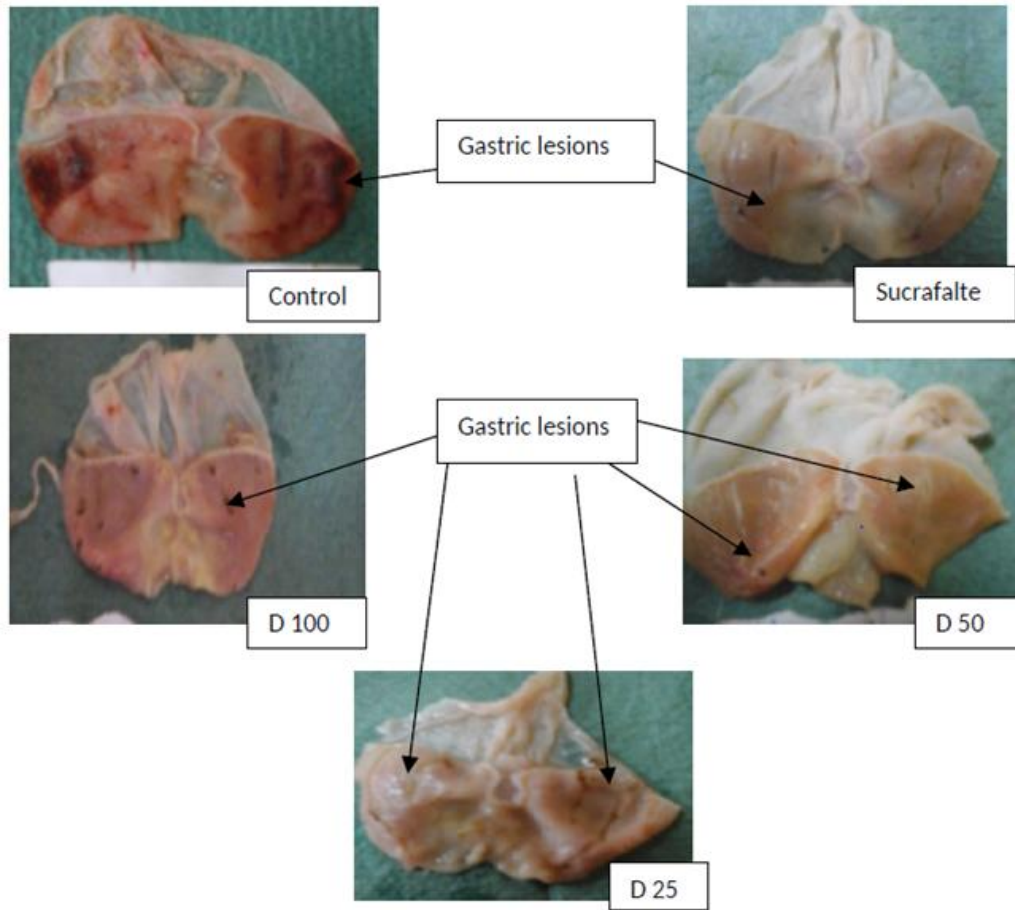 Gastric lesions
Control
Sucrafalte
Gastric lesions
D 100
D 50
D 25